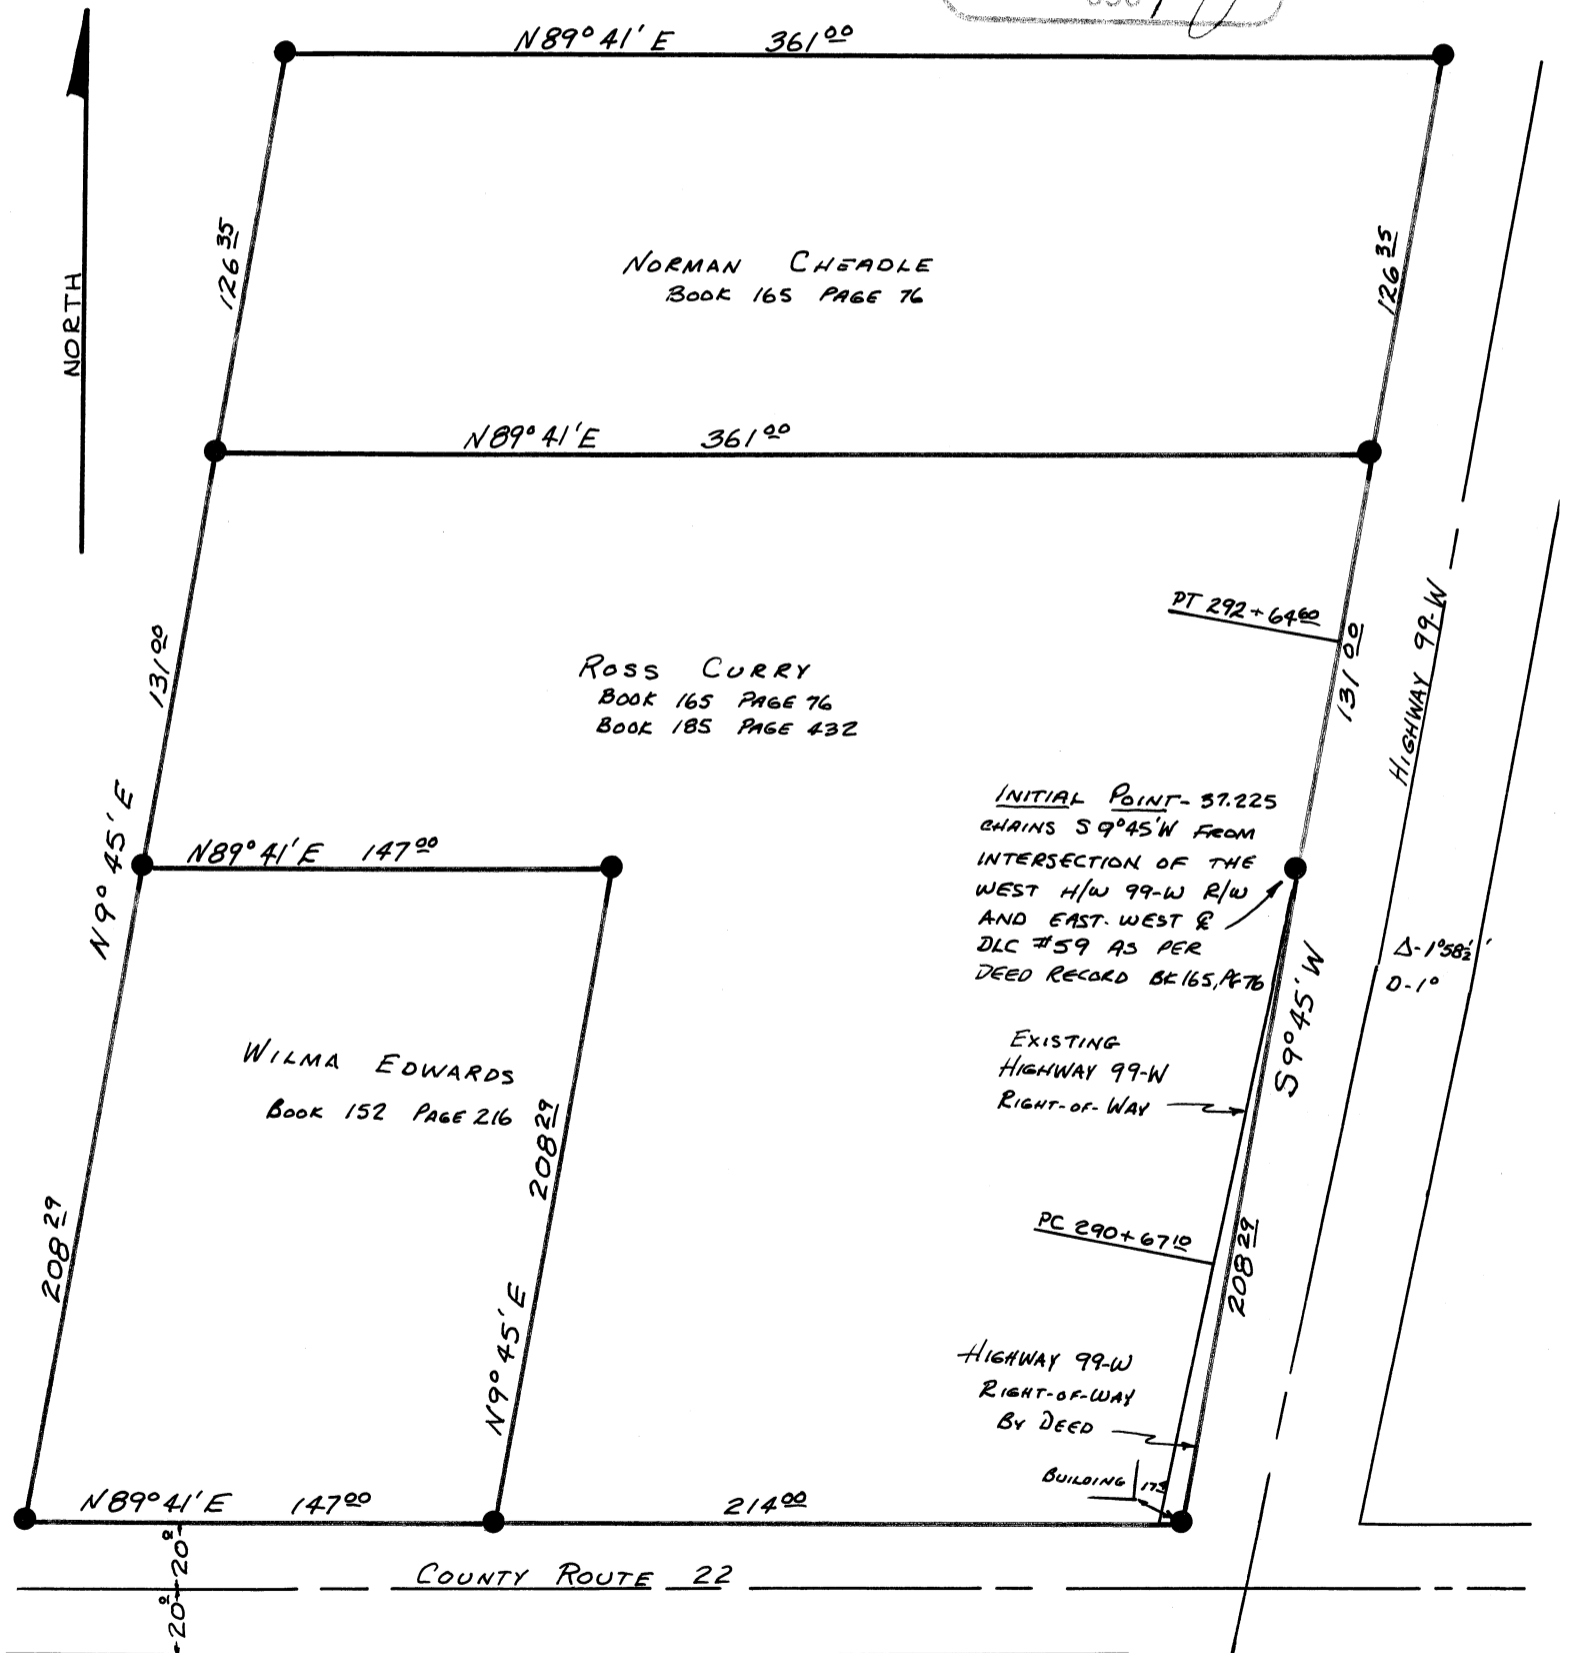 N89°41'E 361 00
NORTH
126 35
126 35
NORMAN CHEADLE
BOOK 165 PAGE 76
N89°41'E 361 00
PT 292+64 60
131 00
131 00
HIGHWAY 99-W
ROSS CURRY
BOOK 165 PAGE 76
BOOK 185 PAGE 432
INITIAL POINT- 37.225
CHAINS S 9°45'W FROM
INTERSECTION OF THE
WEST H/W 99-W R/W
AND EAST-WEST ℄
DLC #59 AS PER
DEED RECORD BK 165, PG 76
N9°45'E
N89°41'E 147 00
Δ-1°58½'
D-1°
S9°45'W
EXISTING
HIGHWAY 99-W
RIGHT-OF-WAY
WILMA EDWARDS
BOOK 152 PAGE 216
208 29
208 29
PC 290+67 10
208 29
N9°45'E
HIGHWAY 99-W
RIGHT-OF-WAY
BY DEED
BUILDING
N89°41'E 147 00
214 00
20 0
COUNTY ROUTE 22
20 0